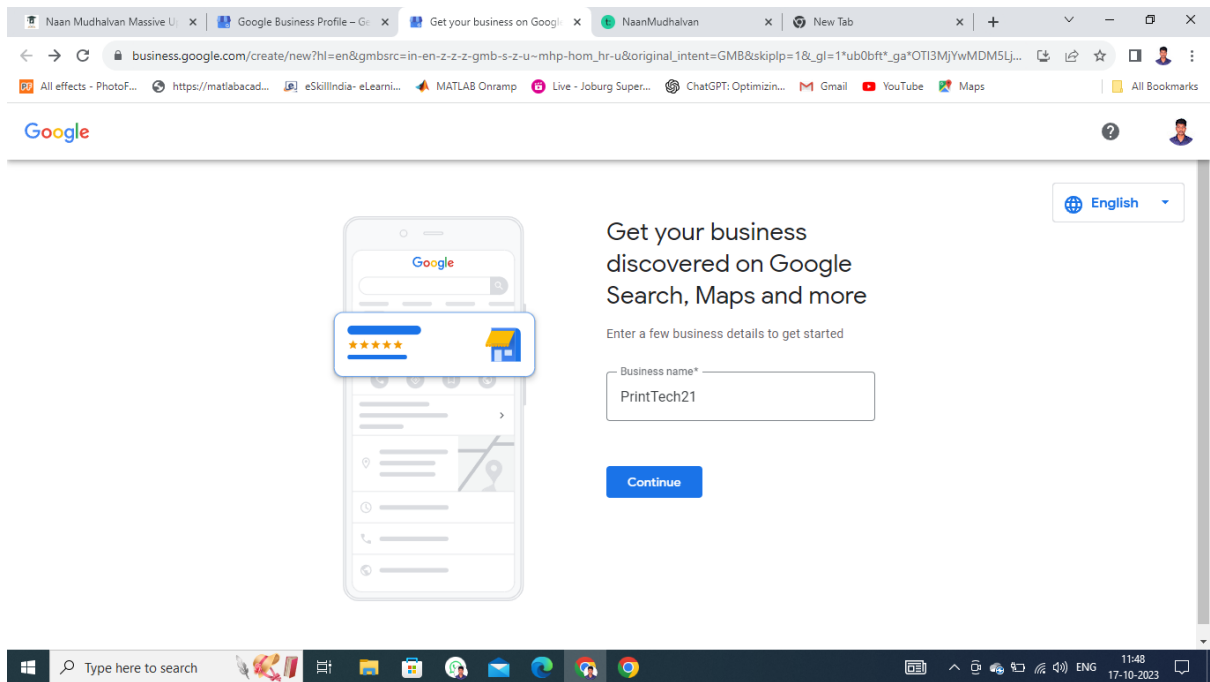 Naan Mudhalvan Massive U
Google Business Profile – Ge
Get your business on Google
NaanMudhalvan
New Tab
business.google.com/create/new?hl=en&gmbsrc=in-en-z-z-z-gmb-s-z-u~mhp-hom_hr-u&original_intent=GMB&skiplp=1&_gl=1*ub0bft*_ga*OTI3MjYwMDM5Lj...
All effects - PhotoF...
https://matlabacad...
eSkillIndia- eLearni...
MATLAB Onramp
Live - Joburg Super...
ChatGPT: Optimizin...
Gmail
YouTube
Maps
All Bookmarks
Google
English
Google
Get your business
discovered on Google
Search, Maps and more
Enter a few business details to get started
Business name*
PrintTech21
Continue
Type here to search
ENG
11:48
17-10-2023